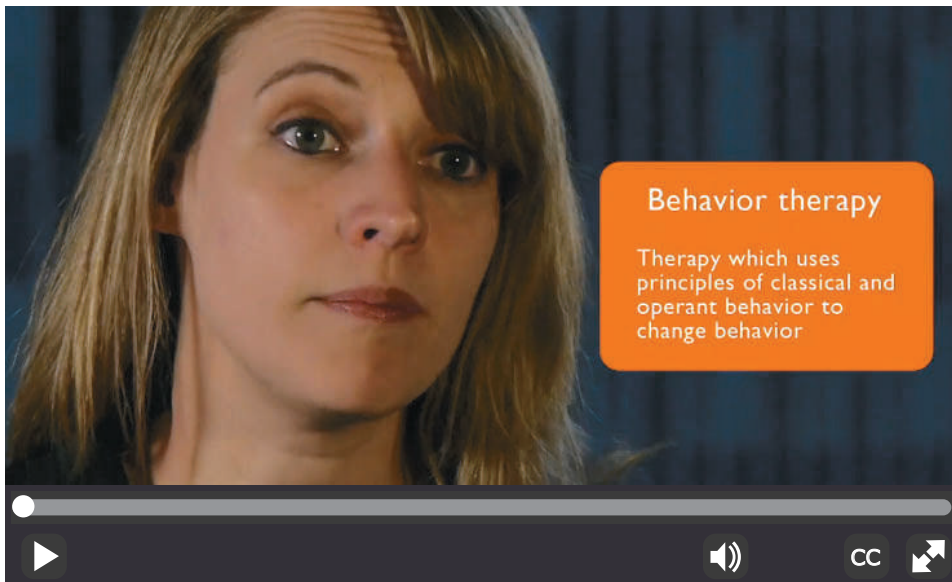 Behavior therapy
Therapy which uses
principles of classical and
operant behavior to
change behavior
CC